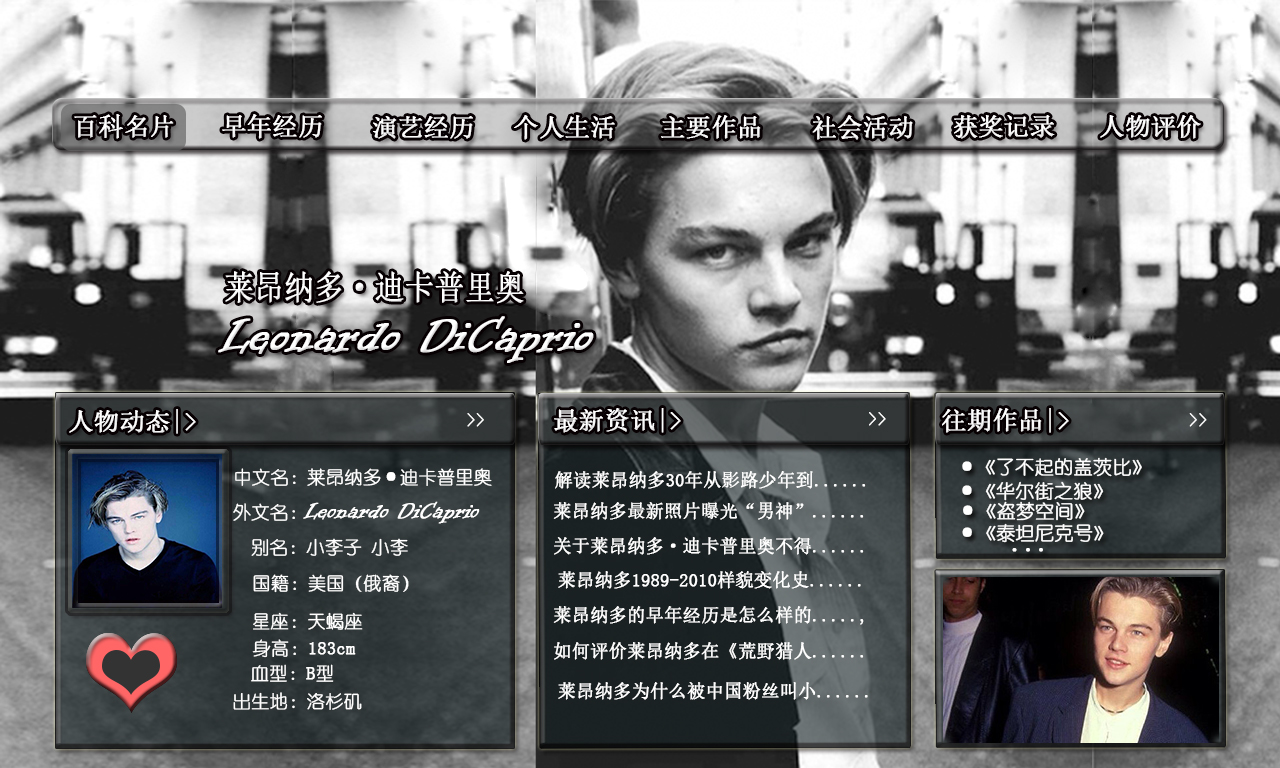 百科名片 早年经历 演艺经历 个人生活 主要作品 社会活动 获奖记录 人物评价
莱昂纳多·迪卡普里奥
Leonardo DiCaprio
人物动态|> >>
中文名：莱昂纳多●迪卡普里奥
外文名：Leonardo DiCaprio
别名：小李子 小李
国籍：美国（俄裔）
星座：天蝎座
身高：183cm
血型：B型
出生地：洛杉矶
最新资讯|> >>
解读莱昂纳多30年从影路少年到......
莱昂纳多最新照片曝光“男神”......
关于莱昂纳多·迪卡普里奥不得......
莱昂纳多1989-2010样貌变化史......
莱昂纳多的早年经历是怎么样的.....,
如何评价莱昂纳多在《荒野猎人......
莱昂纳多为什么被中国粉丝叫小......
往期作品|> >>
● 《了不起的盖茨比》
● 《华尔街之狼》
● 《盗梦空间》
● 《泰坦尼克号》
...